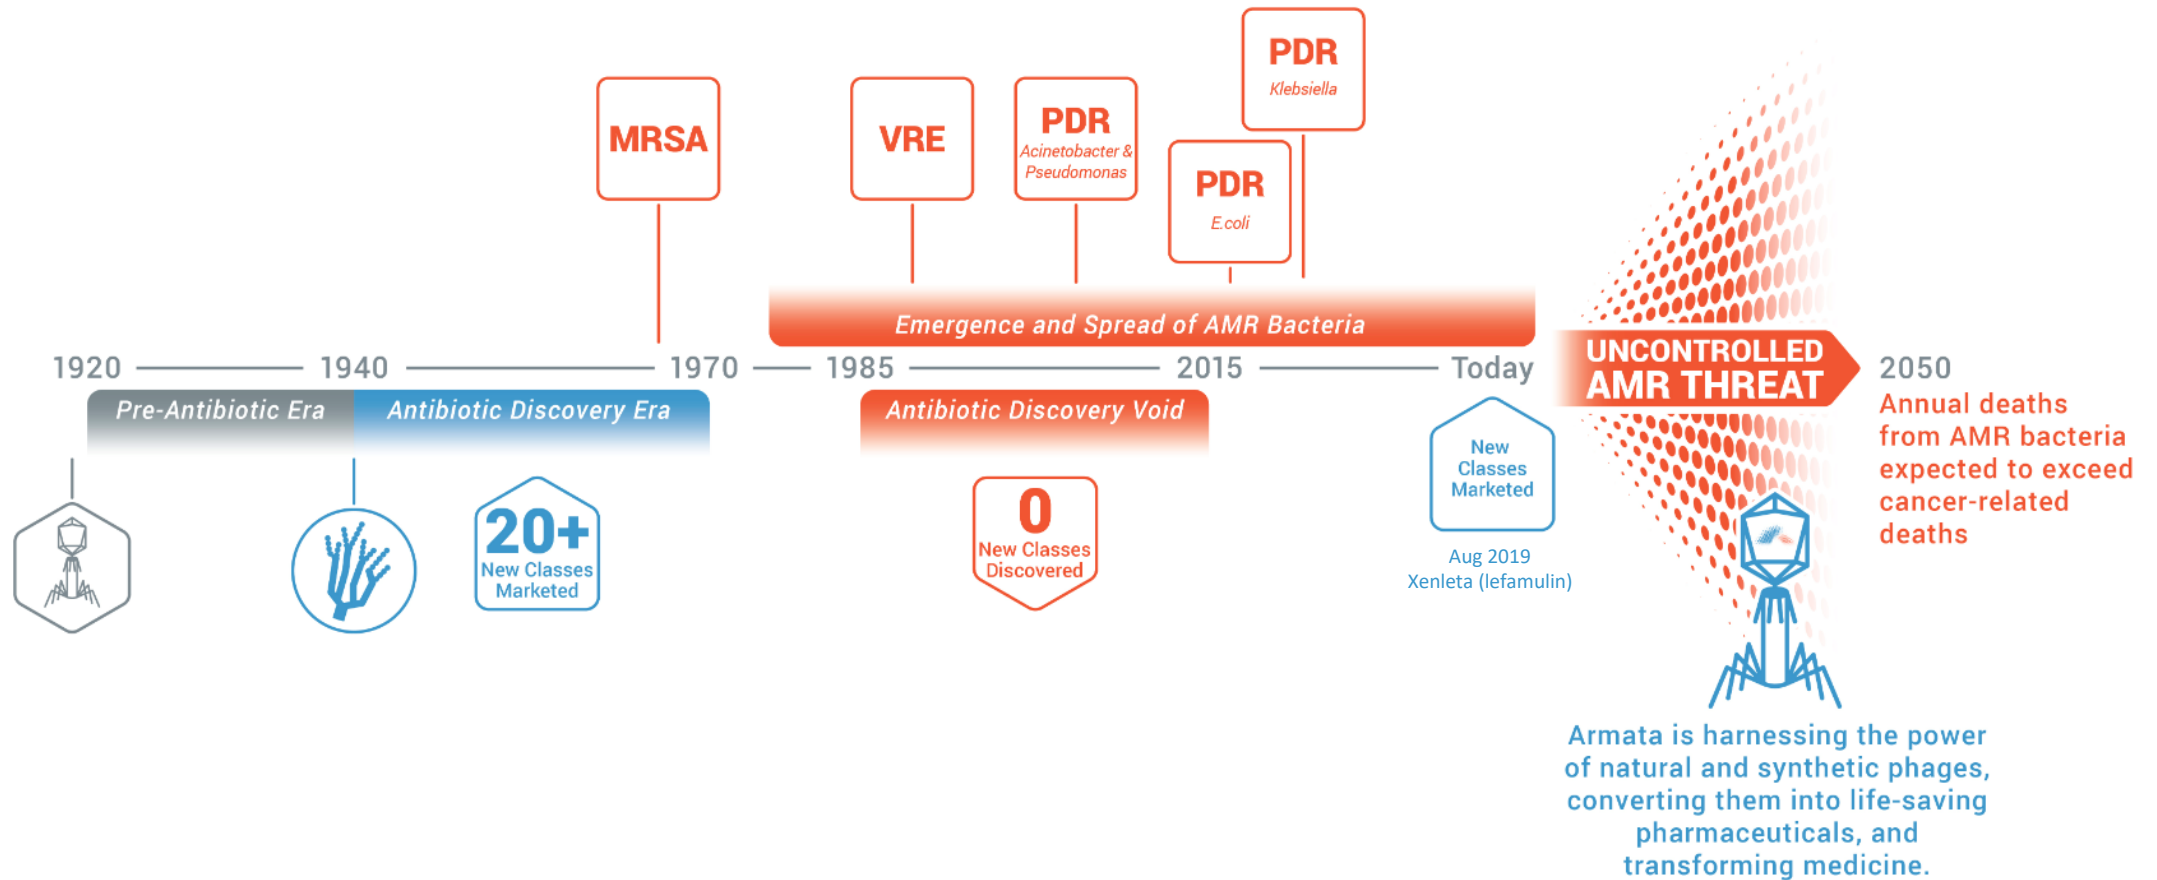 PDR
Klebsiella
MRSA
VRE
PDR
Acinetobacter &
Pseudomonas
PDR
E.coli
Emergence and Spread of AMR Bacteria
1920
1940
1970
1985
2015
Today
UNCONTROLLED
AMR THREAT
2050
Annual deaths
from AMR bacteria
expected to exceed
cancer-related
deaths
Pre-Antibiotic Era
Antibiotic Discovery Era
Antibiotic Discovery Void
20+
New Classes
Marketed
0
New Classes
Discovered
New
Classes
Marketed
Aug 2019
Xenleta (lefamulin)
Armata is harnessing the power
of natural and synthetic phages,
converting them into life-saving
pharmaceuticals, and
transforming medicine.